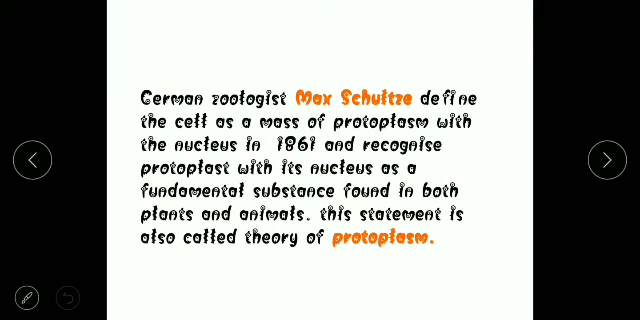 German zoologist Max Schultze define
the cell as a mass of protoplasm with
the nucleus in 1861 and recognise
protoplast with its nucleus as a
fundamental substance found in both
plants and animals. this statement is
also called theory of protoplasm.